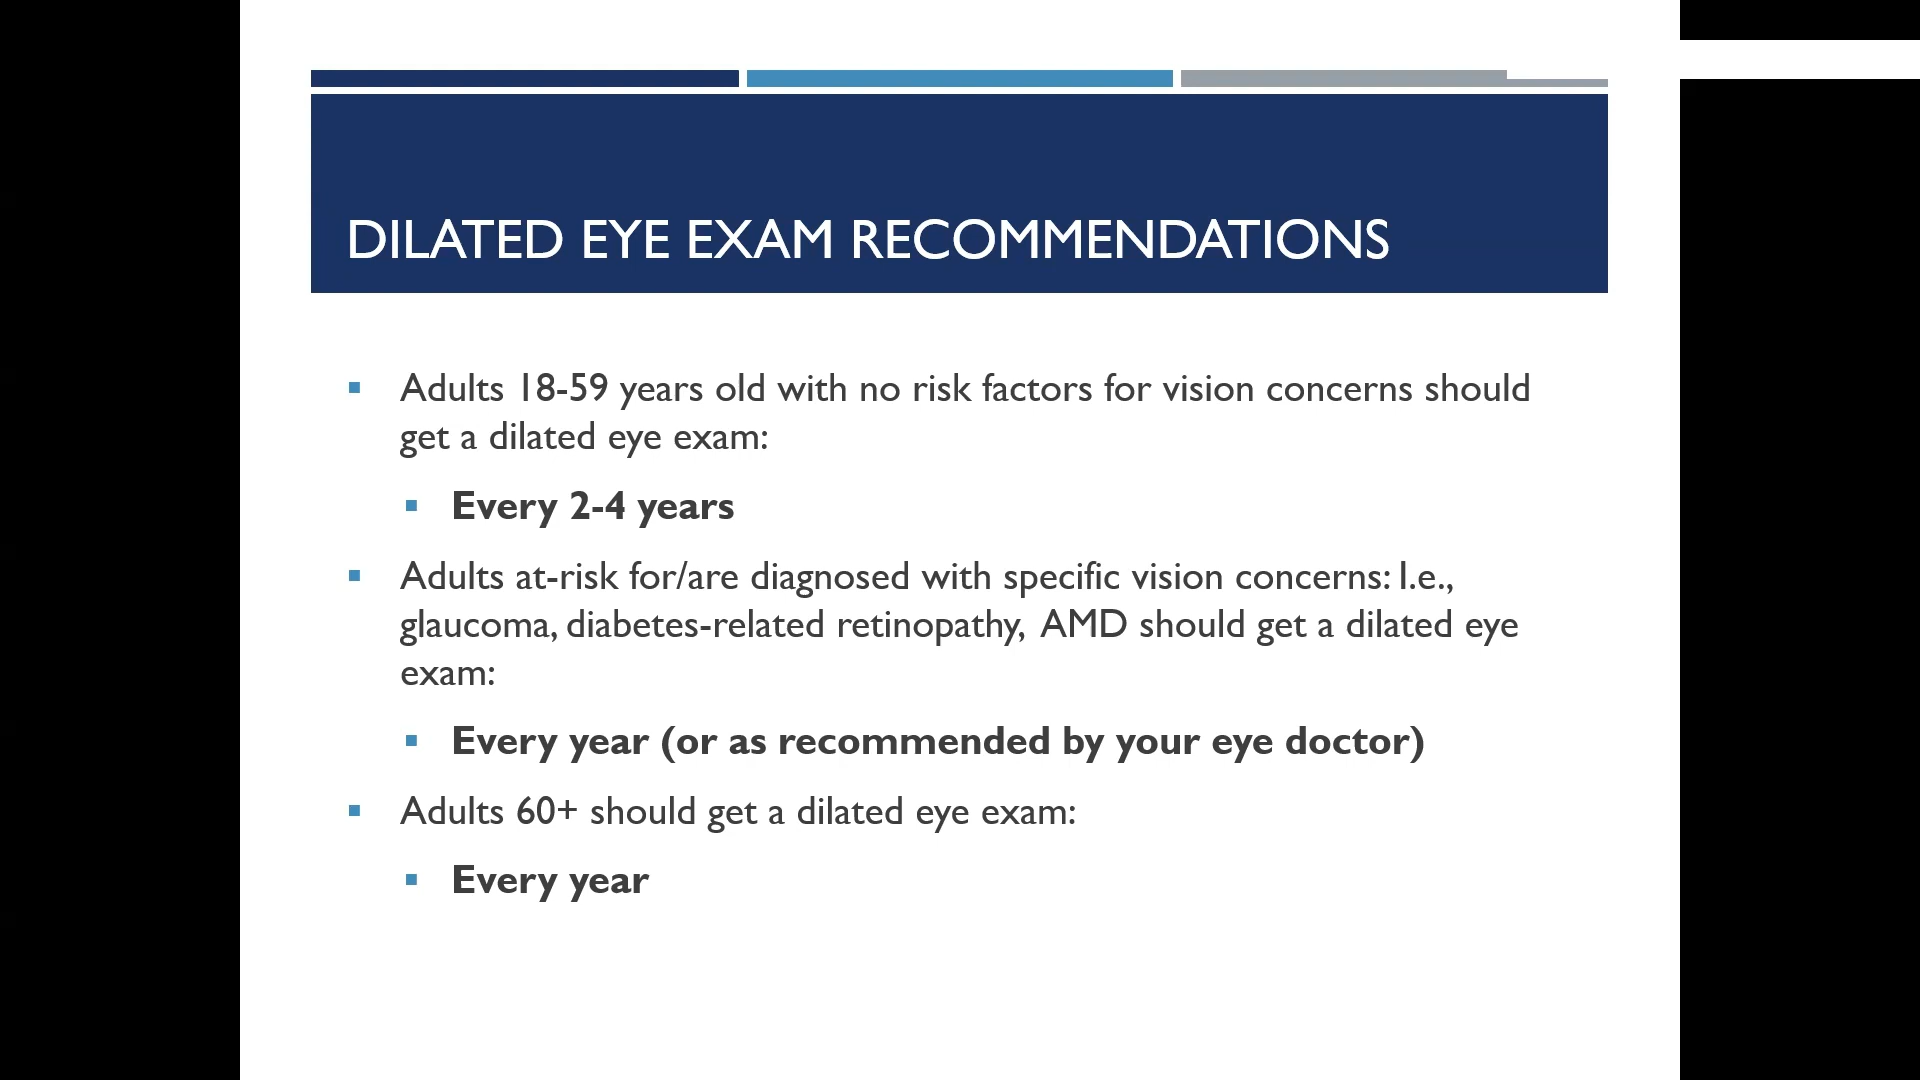 DILATED EYE EXAM RECOMMENDATIONS
Adults 18-59 years old with no risk factors for vision concerns should
get a dilated eye exam:
Every 2-4 years
Adults at-risk for/are diagnosed with specific vision concerns: I.e.,
glaucoma, diabetes-related retinopathy, AMD should get a dilated eye
exam:
Every year (or as recommended by your eye doctor)
Adults 60+ should get a dilated eye exam:
Every year